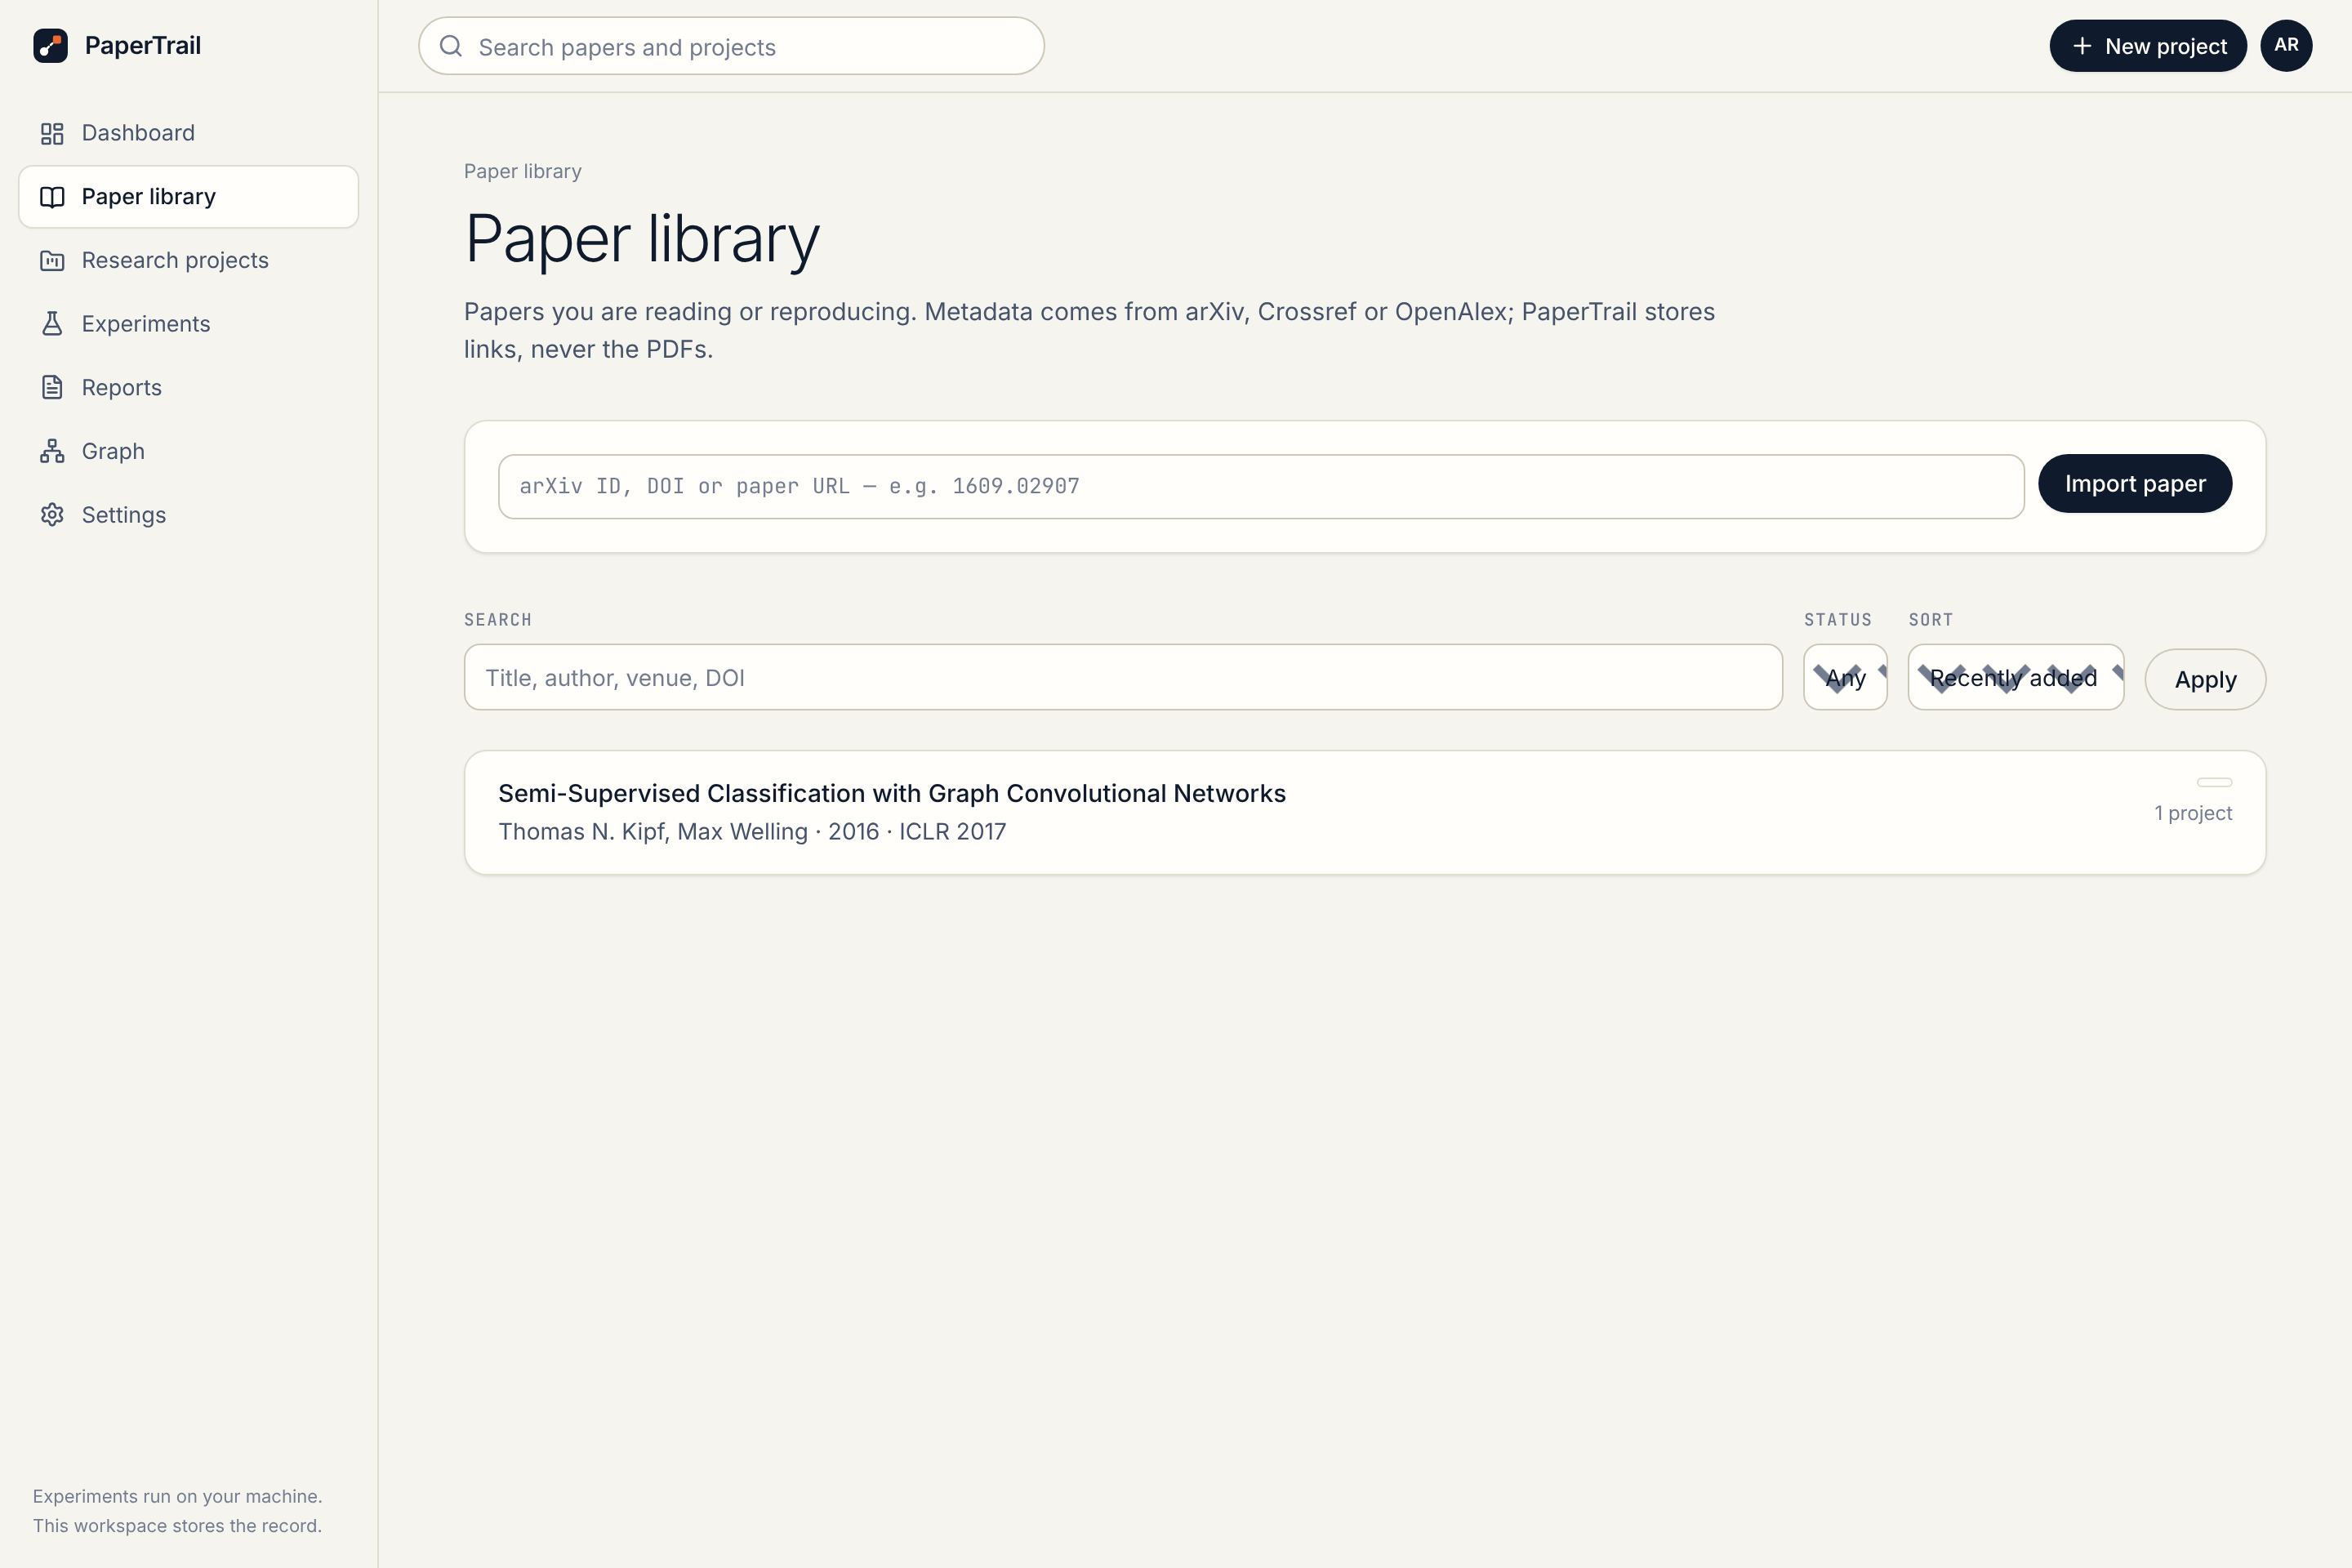 PaperTrail
Search papers and projects
New project
AR
Dashboard
Paper library
Research projects
Experiments
Reports
Graph
Settings
Paper library
Paper library
Papers you are reading or reproducing. Metadata comes from arXiv, Crossref or OpenAlex; PaperTrail stores
links, never the PDFs.
arXiv ID, DOI or paper URL — e.g. 1609.02907
Import paper
SEARCH
STATUS
SORT
Title, author, venue, DOI
Any
Recently added
Apply
Semi-Supervised Classification with Graph Convolutional Networks
Thomas N. Kipf, Max Welling · 2016 · ICLR 2017
1 project
Experiments run on your machine.
This workspace stores the record.